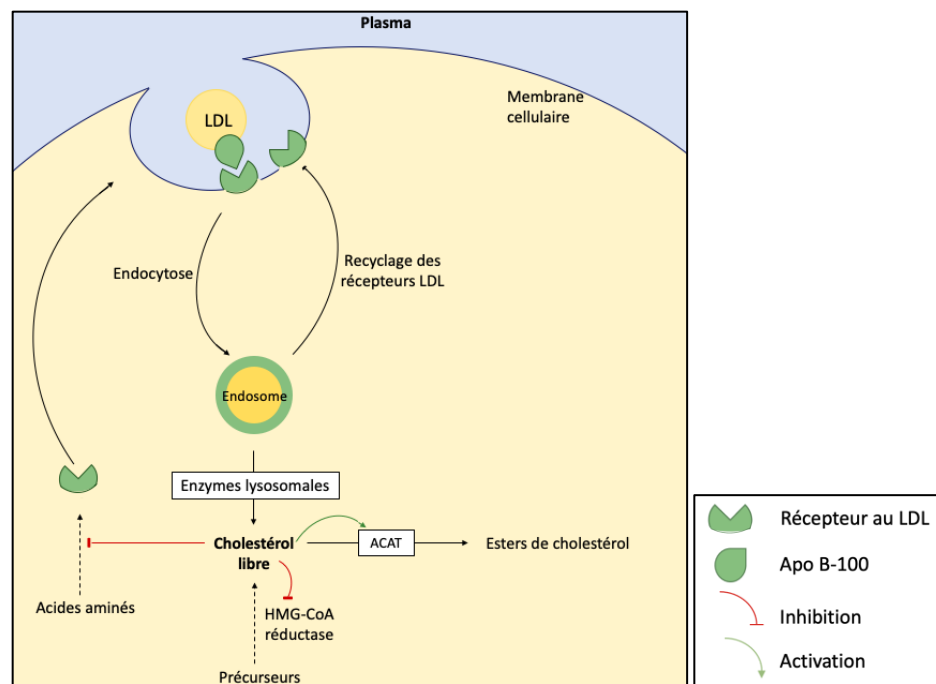 Plasma
Membrane
cellulaire
LDL
Endocytose
Recyclage des
récepteurs LDL
Endosome
Enzymes lysosomales
Cholestérol
libre
ACAT
Esters de cholestérol
Acides aminés
HMG-CoA
réductase
Précurseurs
Récepteur au LDL
Apo B-100
Inhibition
Activation